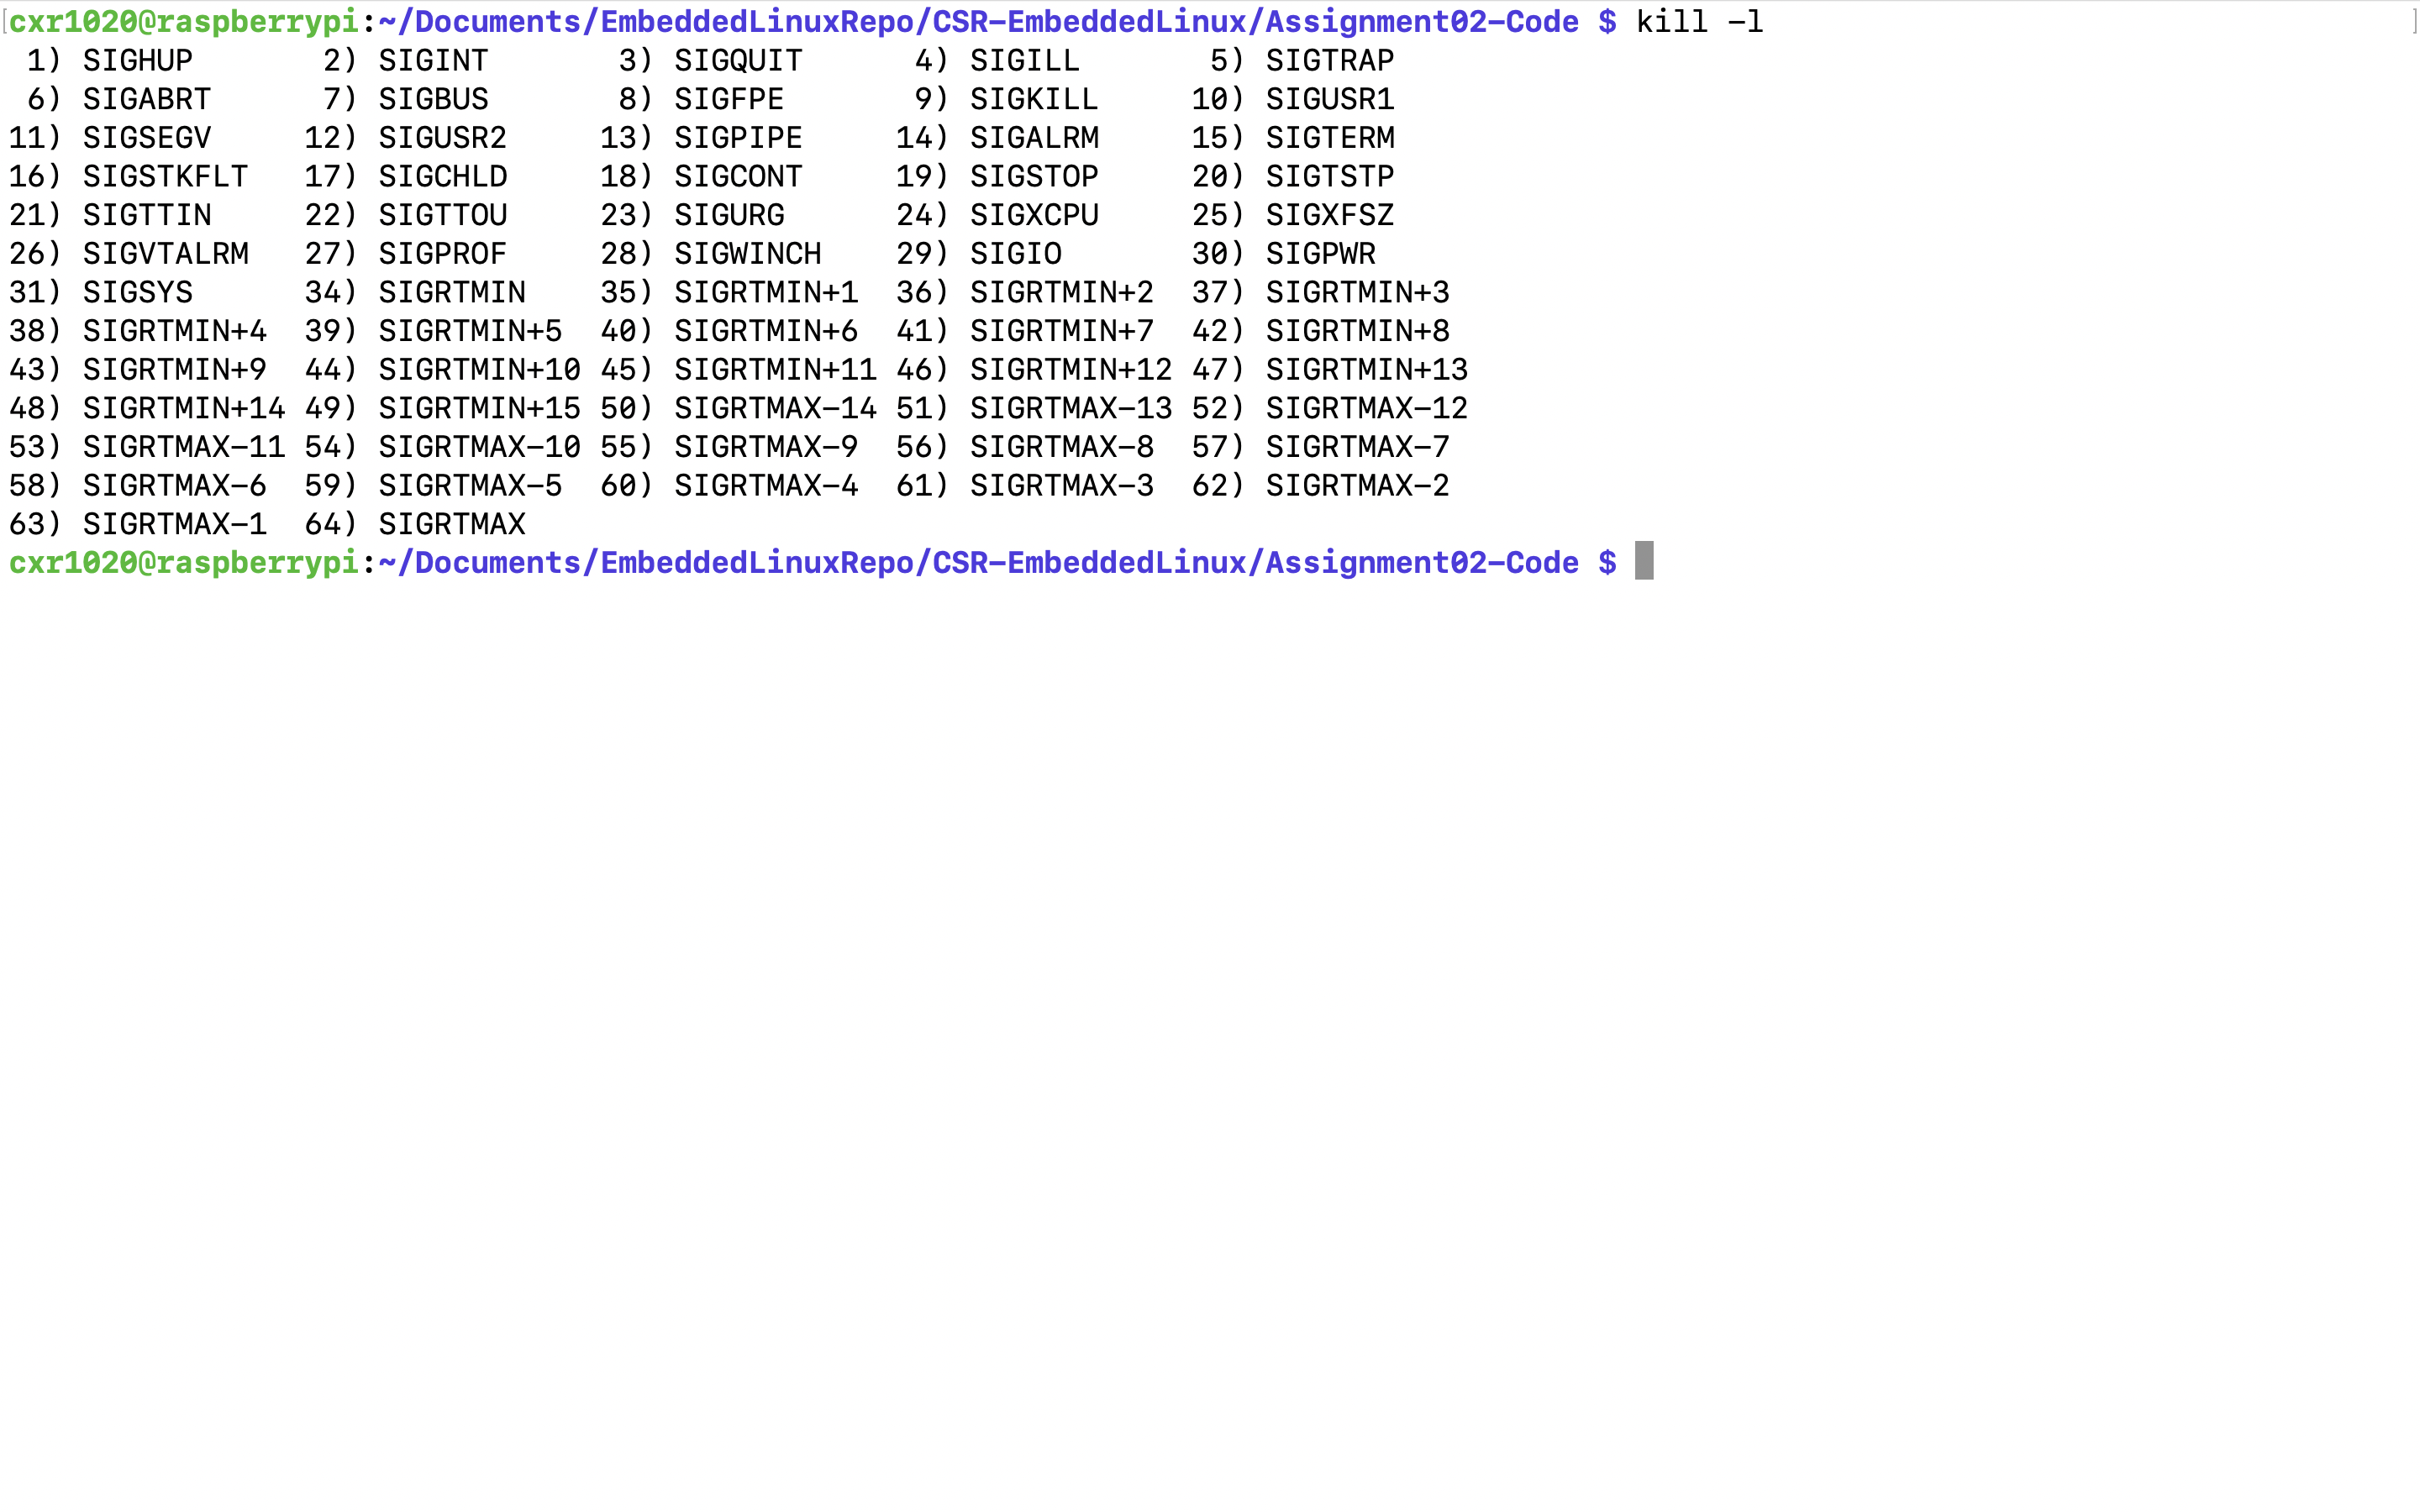 cxr1020@raspberrypi:~/Documents/EmbeddedLinuxRepo/CSR-EmbeddedLinux/Assignment02-Code $ kill -l
 1) SIGHUP       2) SIGINT       3) SIGQUIT      4) SIGILL       5) SIGTRAP
 6) SIGABRT      7) SIGBUS       8) SIGFPE       9) SIGKILL     10) SIGUSR1
11) SIGSEGV     12) SIGUSR2     13) SIGPIPE     14) SIGALRM     15) SIGTERM
16) SIGSTKFLT   17) SIGCHLD     18) SIGCONT     19) SIGSTOP     20) SIGTSTP
21) SIGTTIN     22) SIGTTOU     23) SIGURG      24) SIGXCPU     25) SIGXFSZ
26) SIGVTALRM   27) SIGPROF     28) SIGWINCH    29) SIGIO       30) SIGPWR
31) SIGSYS      34) SIGRTMIN    35) SIGRTMIN+1  36) SIGRTMIN+2  37) SIGRTMIN+3
38) SIGRTMIN+4  39) SIGRTMIN+5  40) SIGRTMIN+6  41) SIGRTMIN+7  42) SIGRTMIN+8
43) SIGRTMIN+9  44) SIGRTMIN+10 45) SIGRTMIN+11 46) SIGRTMIN+12 47) SIGRTMIN+13
48) SIGRTMIN+14 49) SIGRTMIN+15 50) SIGRTMAX-14 51) SIGRTMAX-13 52) SIGRTMAX-12
53) SIGRTMAX-11 54) SIGRTMAX-10 55) SIGRTMAX-9  56) SIGRTMAX-8  57) SIGRTMAX-7
58) SIGRTMAX-6  59) SIGRTMAX-5  60) SIGRTMAX-4  61) SIGRTMAX-3  62) SIGRTMAX-2
63) SIGRTMAX-1  64) SIGRTMAX
cxr1020@raspberrypi:~/Documents/EmbeddedLinuxRepo/CSR-EmbeddedLinux/Assignment02-Code $